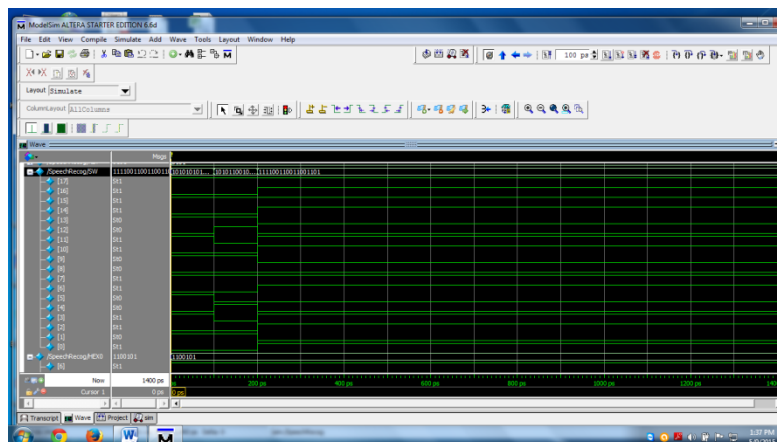 ModelSim ALTERA STARTER EDITION 6.6d
File Edit View Compile Simulate Add Wave Tools Layout Window Help
100 ps
Layout Simulate
ColumnLayout AllColumns
Wave
Msgs
/SpeechRecog/SW
101010101...
1010110010...
111100110011001101
[17] St1
[16] St1
[15] St1
[14] St1
[13] St0
[12] St0
[11] St1
[10] St1
[9] St0
[8] St0
[7] St1
[6] St1
[5] St0
[4] St0
[3] St1
[2] St1
[1] St0
[0] St1
/SpeechRecog/HEX0 1100101 1100101
[6] St1
Now 1400 ps
200 ps 400 ps 600 ps 800 ps 1000 ps 1200 ps
Cursor 1 0 ps 0 ps
Transcript Wave Project sim
1:37 PM